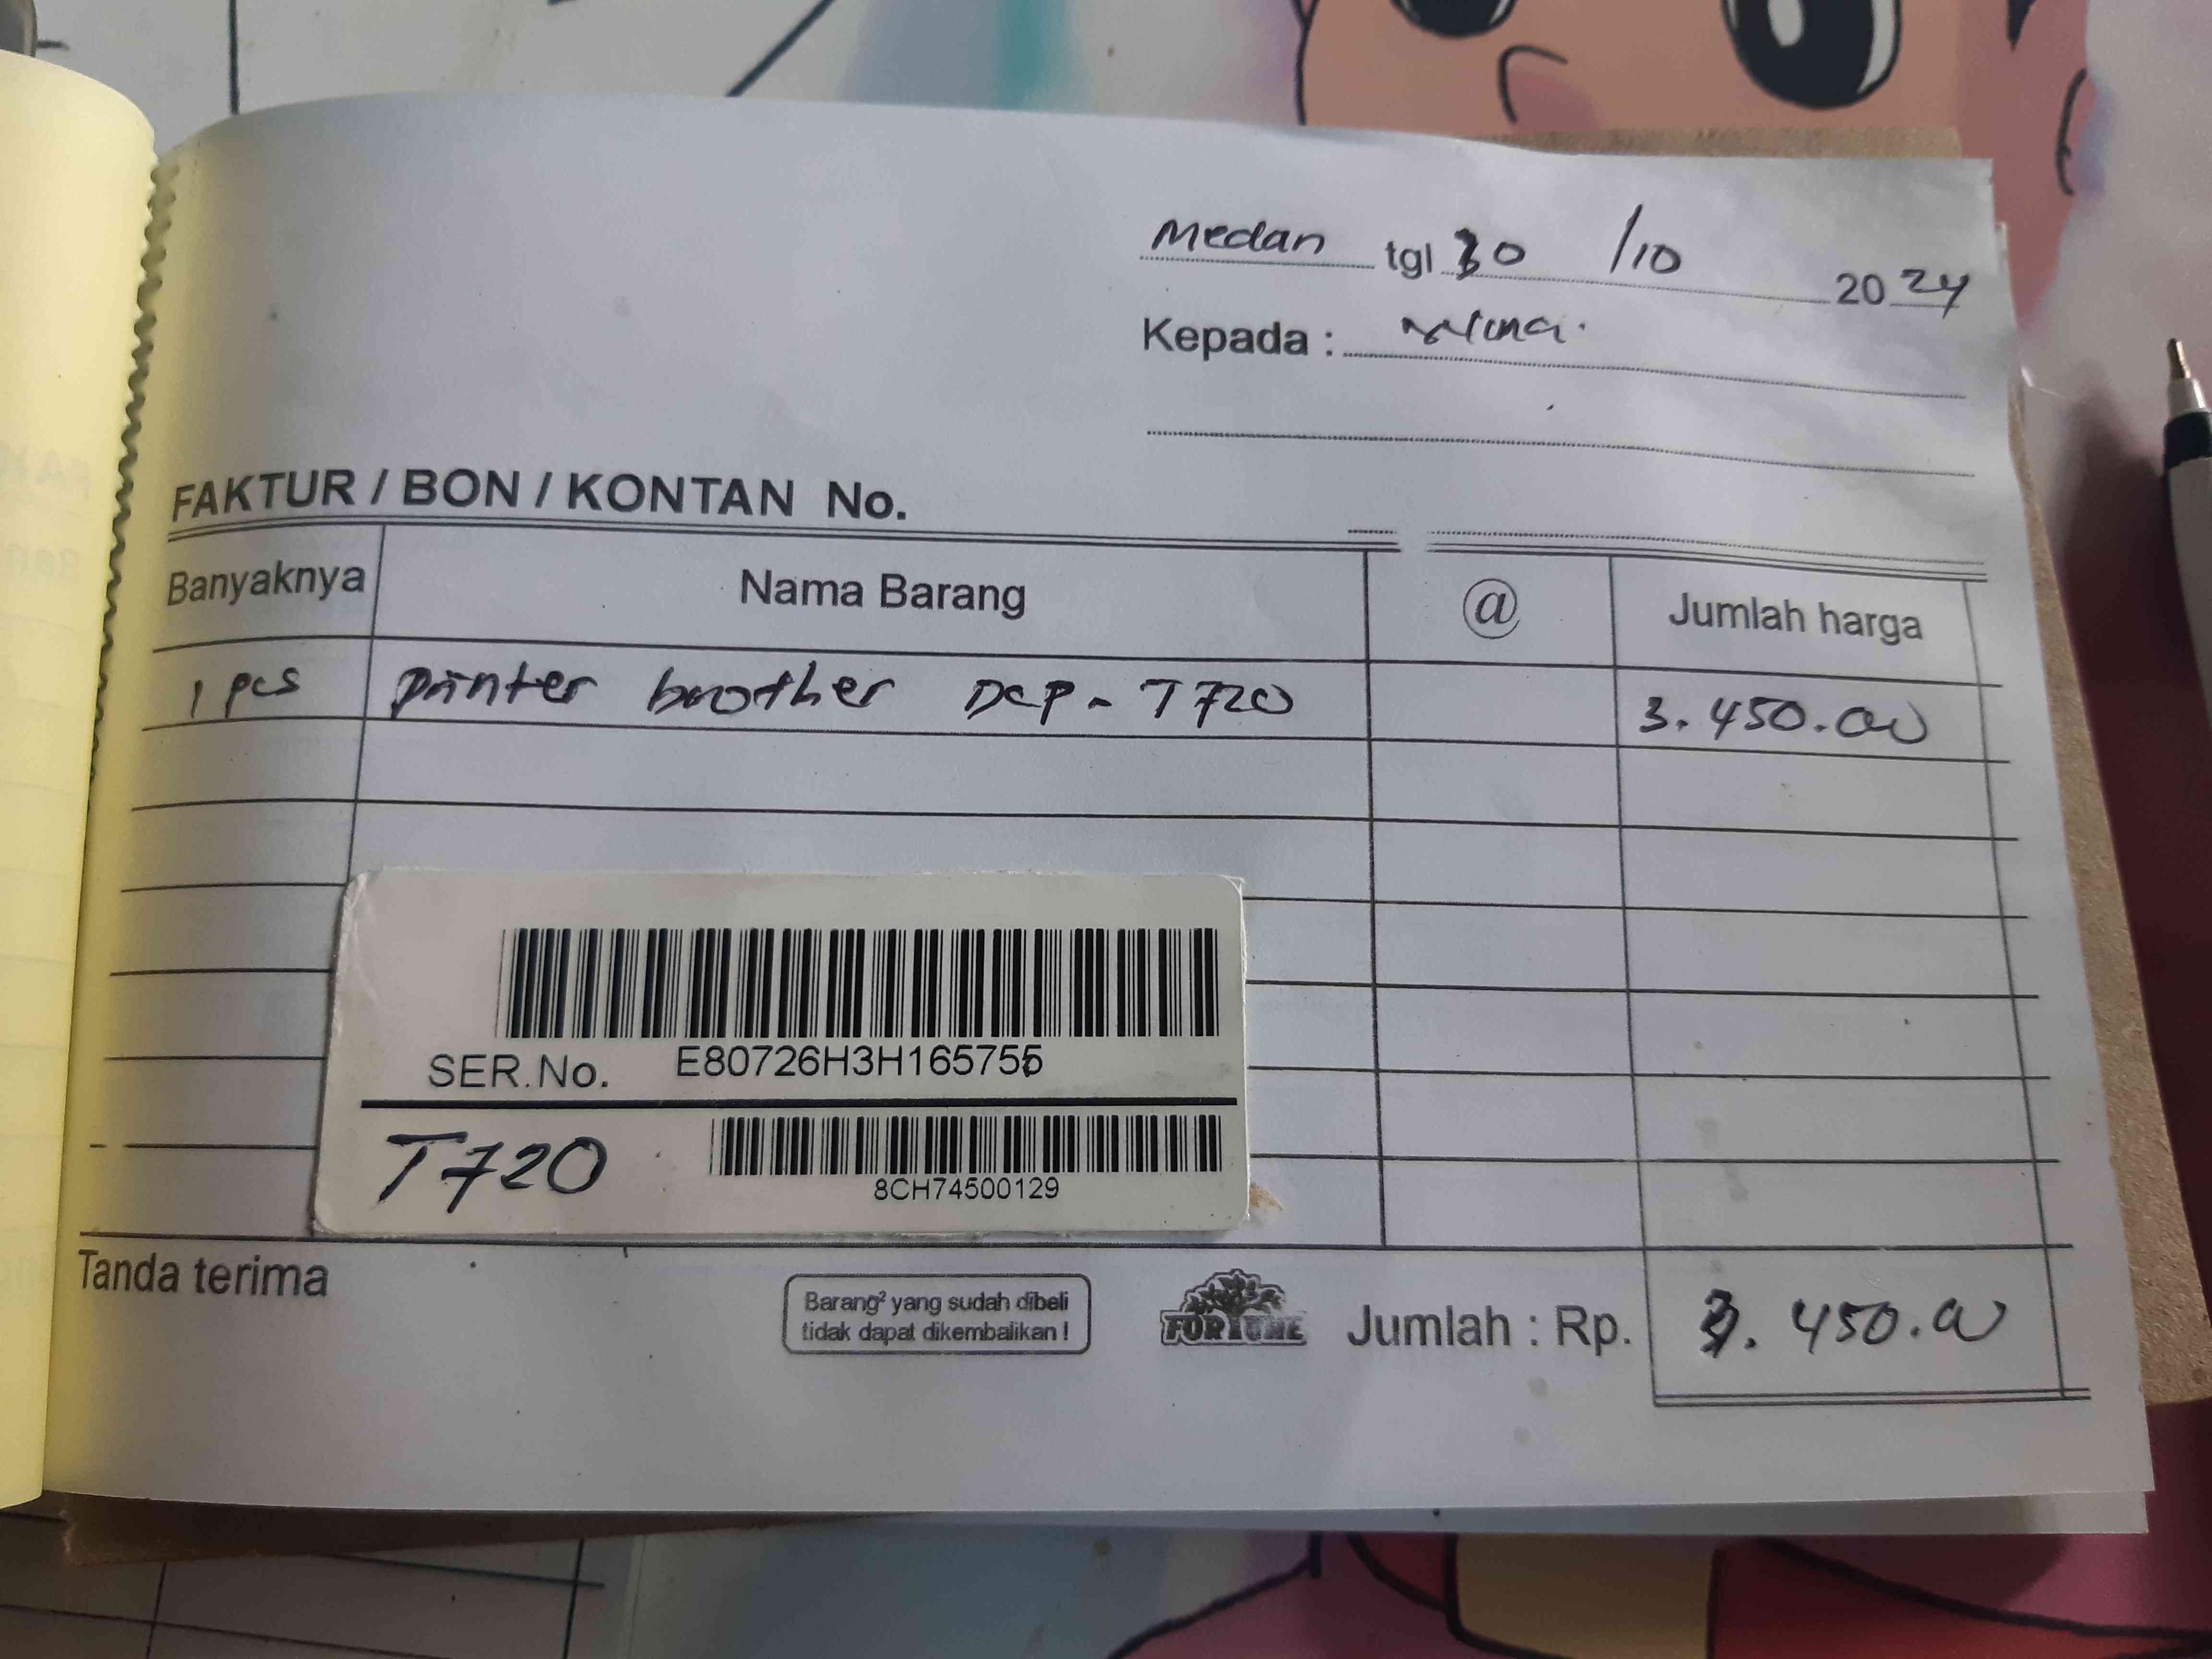 Medan tgl 30 /10 2024
Kepada :
FAKTUR / BON / KONTAN No.
Banyaknya Nama Barang @ Jumlah harga
1 pcs printer brother DCP - T720 3.450.00
SER.No. E80726H3H165755
T720
8CH74500129
Tanda terima
Barang² yang sudah dibeli
tidak dapat dikembalikan !
FORTUNE
Jumlah : Rp. 3.450.00